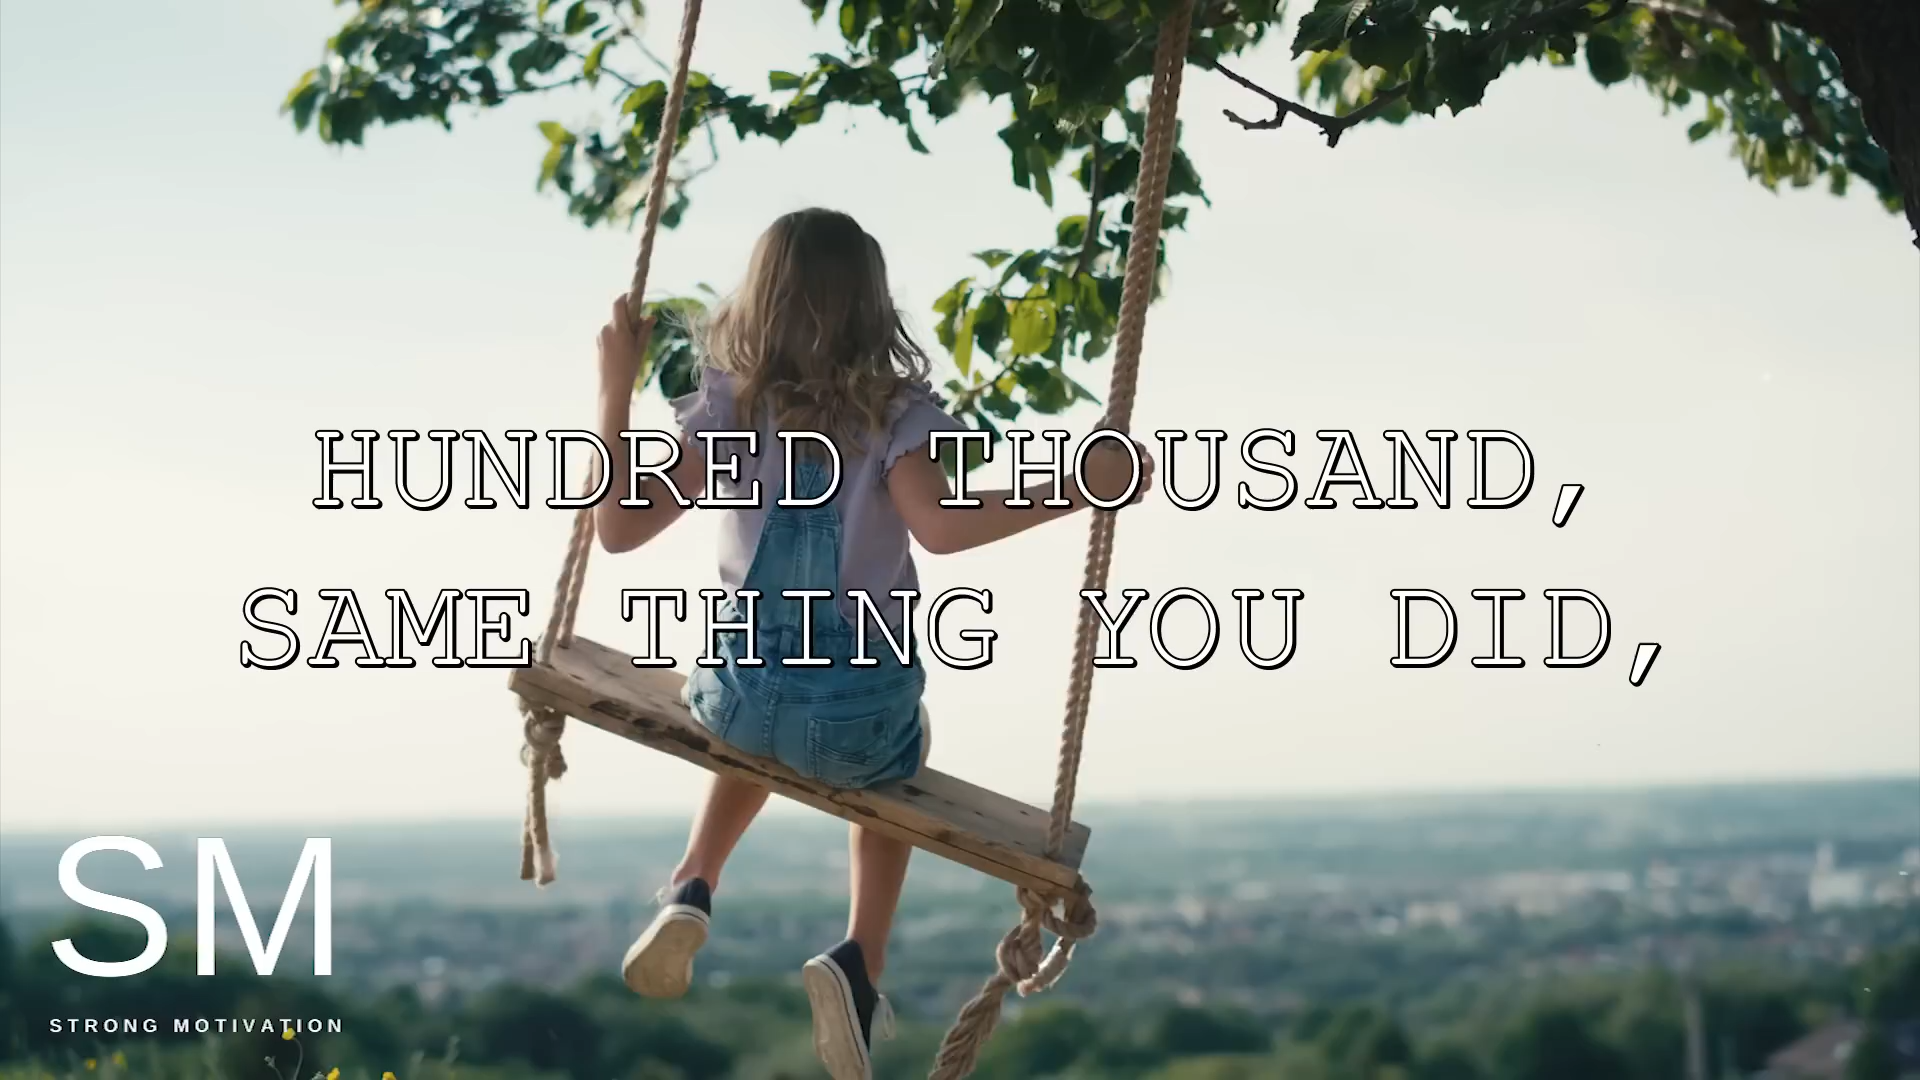 HUNDRED THOUSAND,
SAME THING YOU DID,
SM
STRONG MOTIVATION